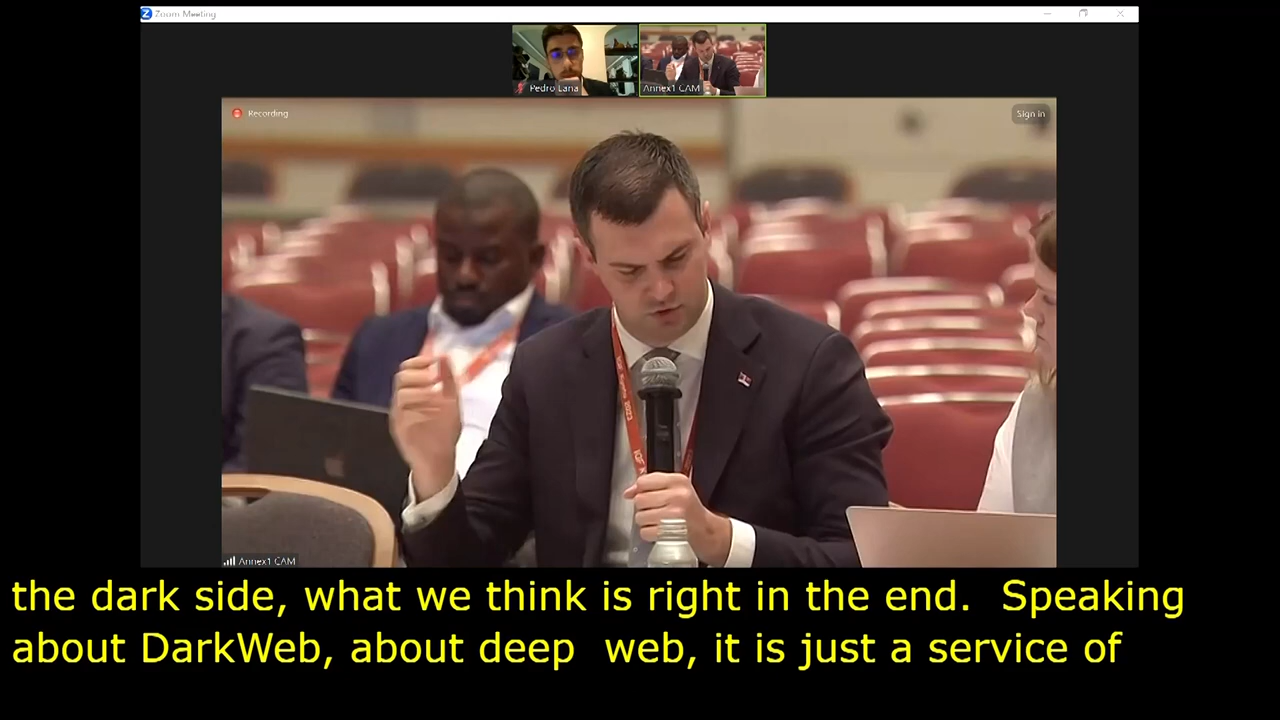 Zoom Meeting
Pedro Lana
Annex1 CAM
Recording
Sign in
Annex1 CAM
the dark side, what we think is right in the end.  Speaking
about DarkWeb, about deep  web, it is just a service of